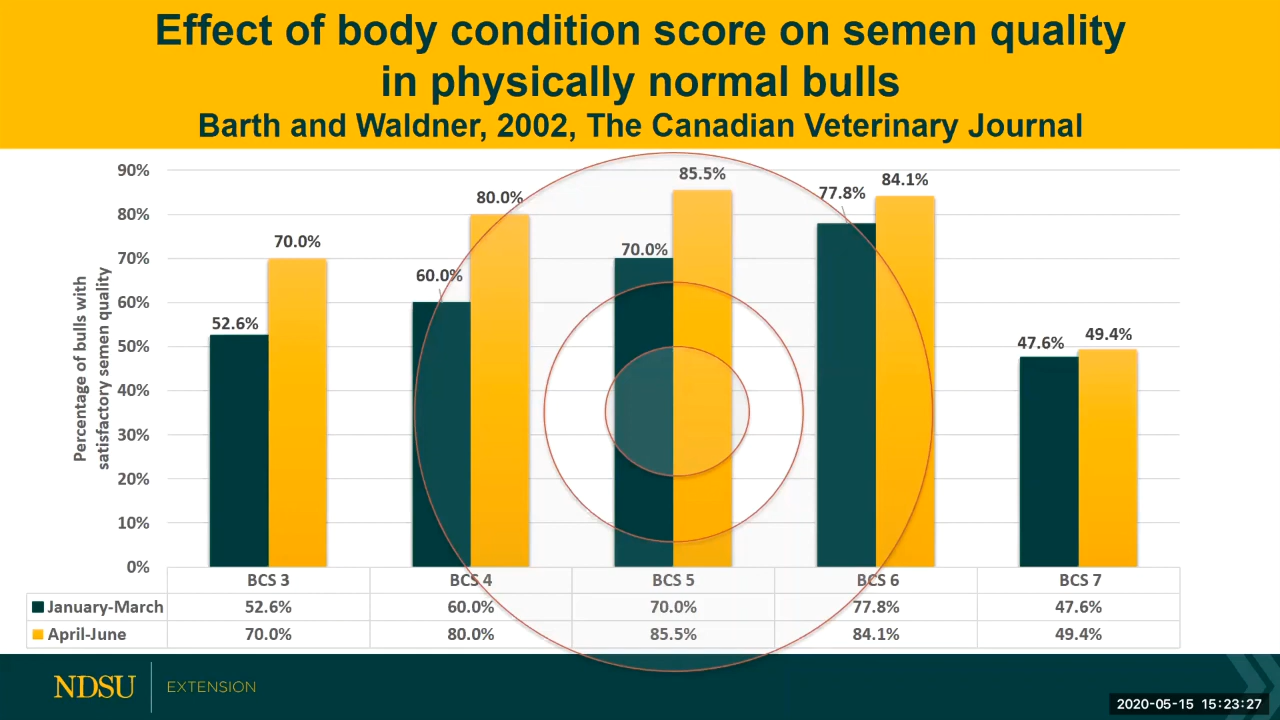 Effect of body condition score on semen quality
in physically normal bulls
Barth and Waldner, 2002, The Canadian Veterinary Journal
90%
80%
70%
60%
50%
40%
30%
20%
10%
0%
Percentage of bulls with
satisfactory semen quality
52.6%
70.0%
60.0%
80.0%
70.0%
85.5%
77.8%
84.1%
47.6%
49.4%
BCS 3 BCS 4 BCS 5 BCS 6 BCS 7
January-March 52.6% 60.0% 70.0% 77.8% 47.6%
April-June 70.0% 80.0% 85.5% 84.1% 49.4%
NDSU EXTENSION
2020-05-15 15:23:27